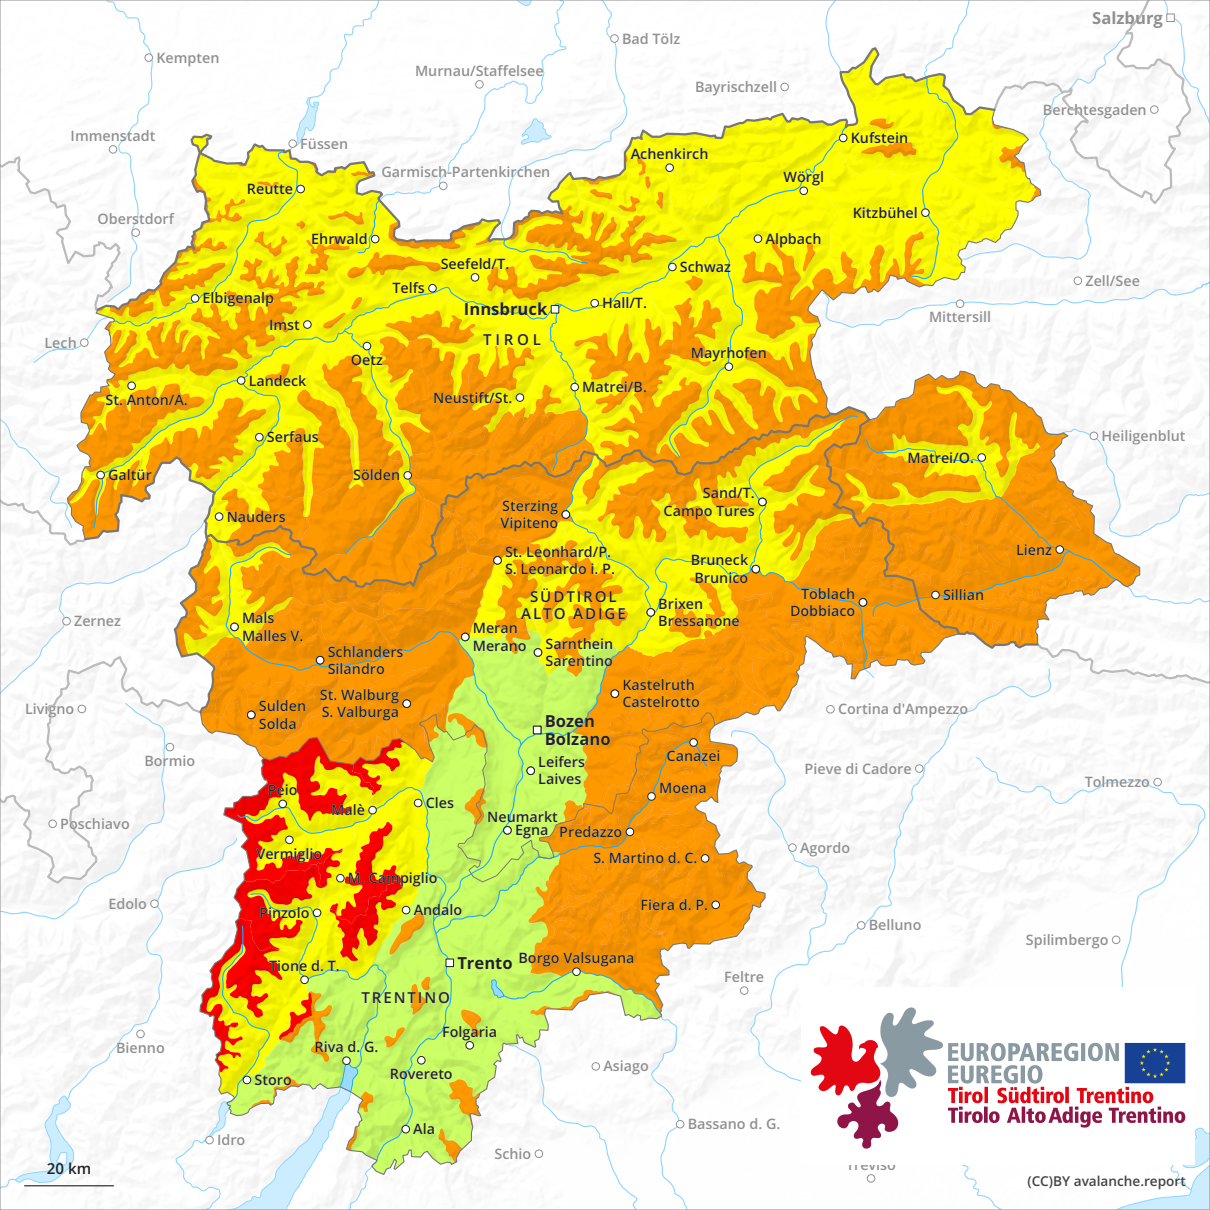 Salzburg
Bad Tölz
Kempten
Murnau/Staffelsee
Bayrischzell
Berchtesgaden
Immenstadt
Füssen
Kufstein
Achenkirch
Garmisch-Partenkirchen
Wörgl
Reutte
Oberstdorf
Kitzbühel
Ehrwald
Alpbach
Seefeld/T.
Schwaz
Zell/See
Telfs
Elbigenalp
Hall/T.
Innsbruck
Mittersill
Imst
TIROL
Lech
Mayrhofen
Oetz
Landeck
Matrei/B.
St. Anton/A.
Neustift/St.
Serfaus
Heiligenblut
Matrei/O.
Galtür
Sölden
Sand/T.
Campo Tures
Sterzing
Vipiteno
Nauders
St. Leonhard/P.
S. Leonardo i. P.
Lienz
Bruneck
Brunico
SÜDTIROL
ALTO ADIGE
Toblach
Dobbiaco
Sillian
Brixen
Bressanone
Zernez
Mals
Malles V.
Meran
Merano
Sarnthein
Sarentino
Schlanders
Silandro
Kastelruth
Castelrotto
St. Walburg
S. Valburga
Sulden
Solda
Livigno
Cortina d'Ampezzo
Bozen
Bolzano
Canazei
Bormio
Leifers
Laives
Pieve di Cadore
Tolmezzo
Peio
Moena
Malè
Cles
Neumarkt
Egna
Poschiavo
Predazzo
Agordo
Vermiglio
S. Martino d. C.
M. Campiglio
Edolo
Fiera d. P.
Pinzolo
Andalo
Belluno
Spilimbergo
Borgo Valsugana
Trento
Tione d. T.
Feltre
TRENTINO
Folgaria
Bienno
Riva d. G.
Asiago
Rovereto
Storo
EUROPAREGION
EUREGIO
Tirol Südtirol Trentino
Tirolo Alto Adige Trentino
Bassano d. G.
Ala
Idro
Schio
Treviso
20 km
(CC)BY avalanche.report